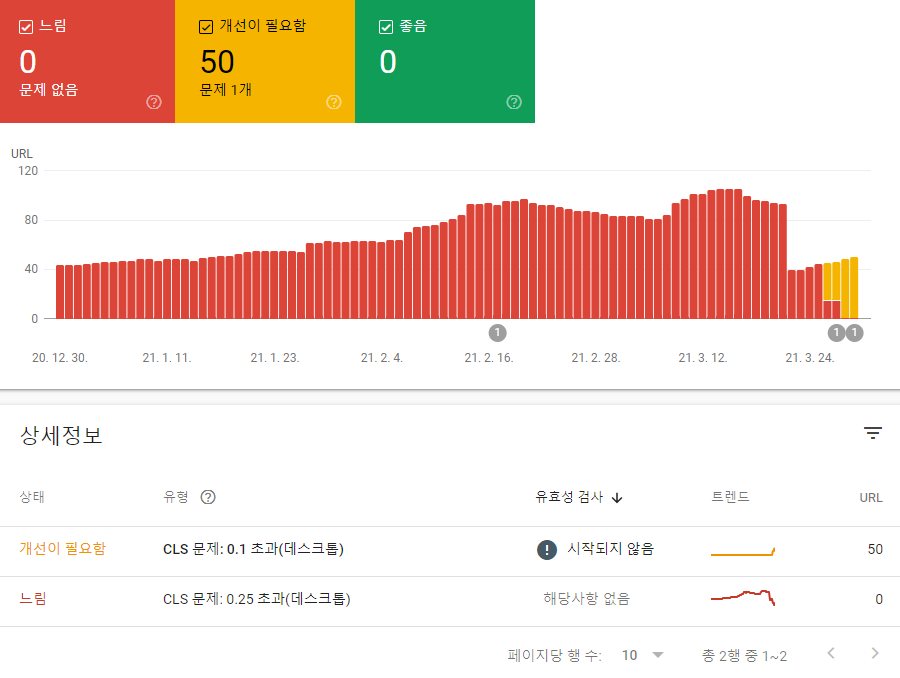 느림 개선이 필요함 좋음
0 50 0
문제 없음 문제 1개
URL
120
80
40
0
1 1 1
20. 12. 30. 21. 1. 11. 21. 1. 23. 21. 2. 4. 21. 2. 16. 21. 2. 28. 21. 3. 12. 21. 3. 24.
상세정보
상태 유형 유효성 검사 트렌드 URL
개선이 필요함 CLS 문제: 0.1 초과(데스크톱) 시작되지 않음 50
느림 CLS 문제: 0.25 초과(데스크톱) 해당사항 없음 0
페이지당 행 수: 10 총 2행 중 1~2